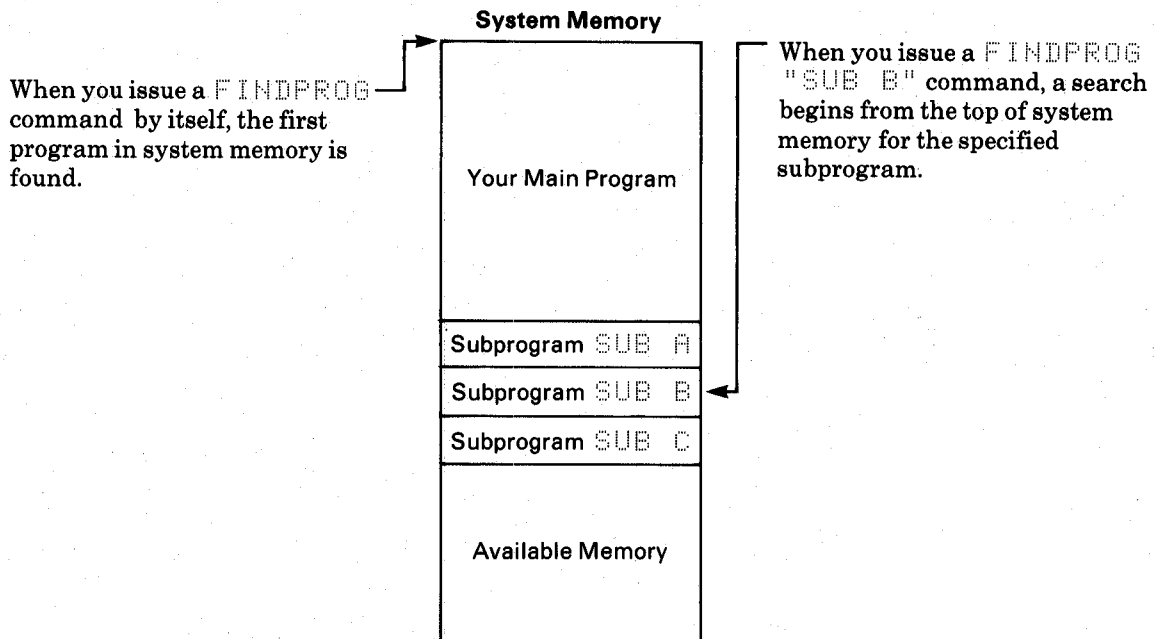 System Memory
When you issue a FINDPROG
command by itself, the first
program in system memory is
found.
When you issue a FINDPROG
"SUB B" command, a search
begins from the top of system
memory for the specified
subprogram.
Your Main Program
Subprogram SUB A
Subprogram SUB B
Subprogram SUB C
Available Memory